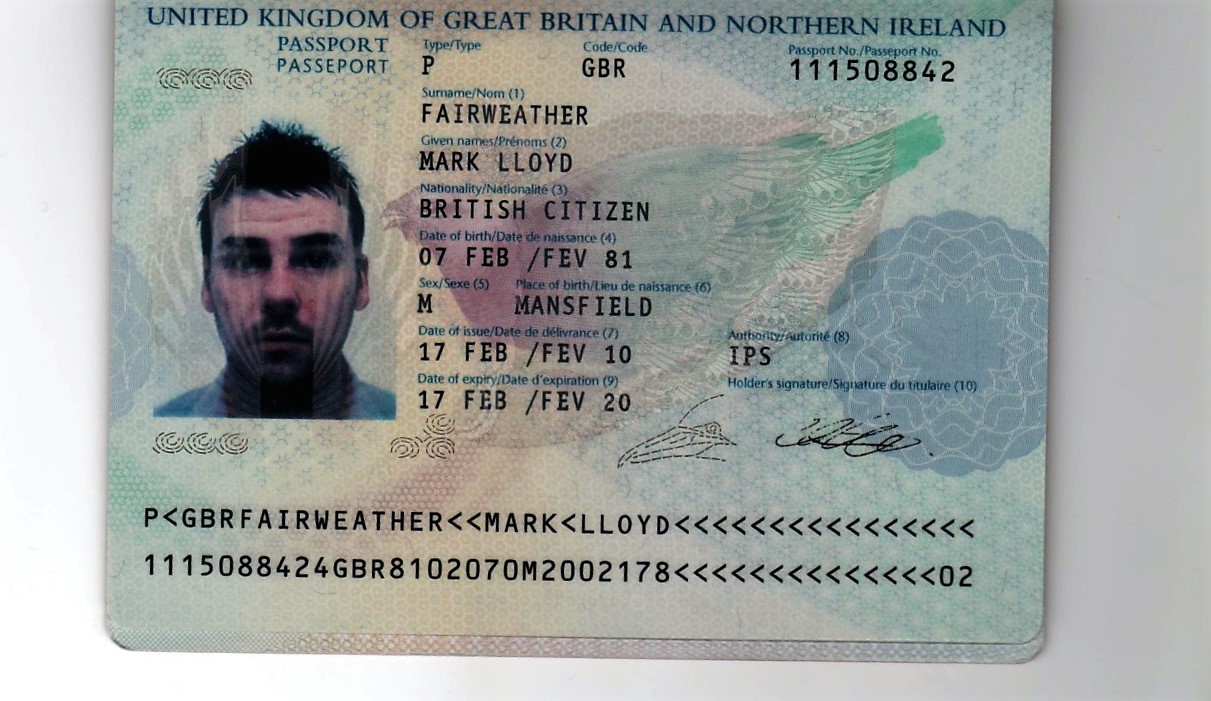 UNITED KINGDOM OF GREAT BRITAIN AND NORTHERN IRELAND
PASSPORT
PASSEPORT
Type/Type
P
Code/Code
GBR
Passport No./Passeport No.
111508842
Surname/Nom (1)
FAIRWEATHER
Given names/Prénoms (2)
MARK LLOYD
Nationality/Nationalité (3)
BRITISH CITIZEN
Date of birth/Date de naissance (4)
07 FEB /FEV 81
Sex/Sexe (5) Place of birth/Lieu de naissance (6)
M MANSFIELD
Date of issue/Date de délivrance (7)
17 FEB /FEV 10
Authority/Autorité (8)
IPS
Date of expiry/Date d'expiration (9)
17 FEB /FEV 20
Holder's signature/Signature du titulaire (10)
P<GBRFAIRWEATHER<<MARK<LLOYD<<<<<<<<<<<<<<<<
1115088424GBR8102070M2002178<<<<<<<<<<<<<<02